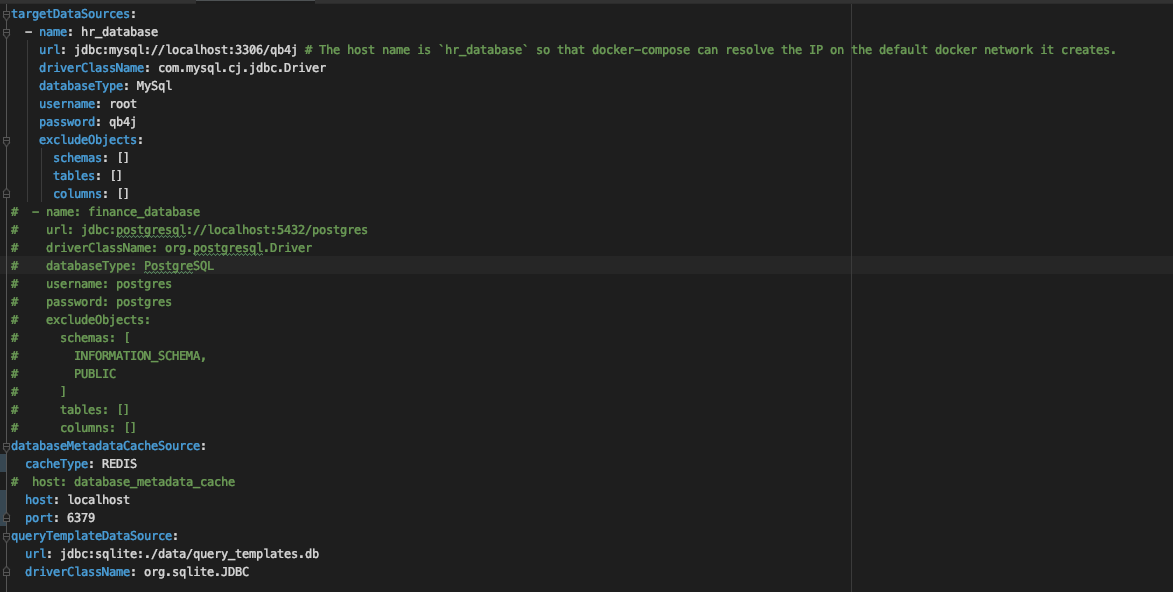 targetDataSources:
  - name: hr_database
    url: jdbc:mysql://localhost:3306/qb4j # The host name is `hr_database` so that docker-compose can resolve the IP on the default docker network it creates.
    driverClassName: com.mysql.cj.jdbc.Driver
    databaseType: MySql
    username: root
    password: qb4j
    excludeObjects:
      schemas: []
      tables: []
      columns: []
#  - name: finance_database
#    url: jdbc:postgresql://localhost:5432/postgres
#    driverClassName: org.postgresql.Driver
#    databaseType: PostgreSQL
#    username: postgres
#    password: postgres
#    excludeObjects:
#      schemas: [
#        INFORMATION_SCHEMA,
#        PUBLIC
#      ]
#      tables: []
#      columns: []
databaseMetadataCacheSource:
  cacheType: REDIS
#  host: database_metadata_cache
  host: localhost
  port: 6379
queryTemplateDataSource:
  url: jdbc:sqlite:./data/query_templates.db
  driverClassName: org.sqlite.JDBC